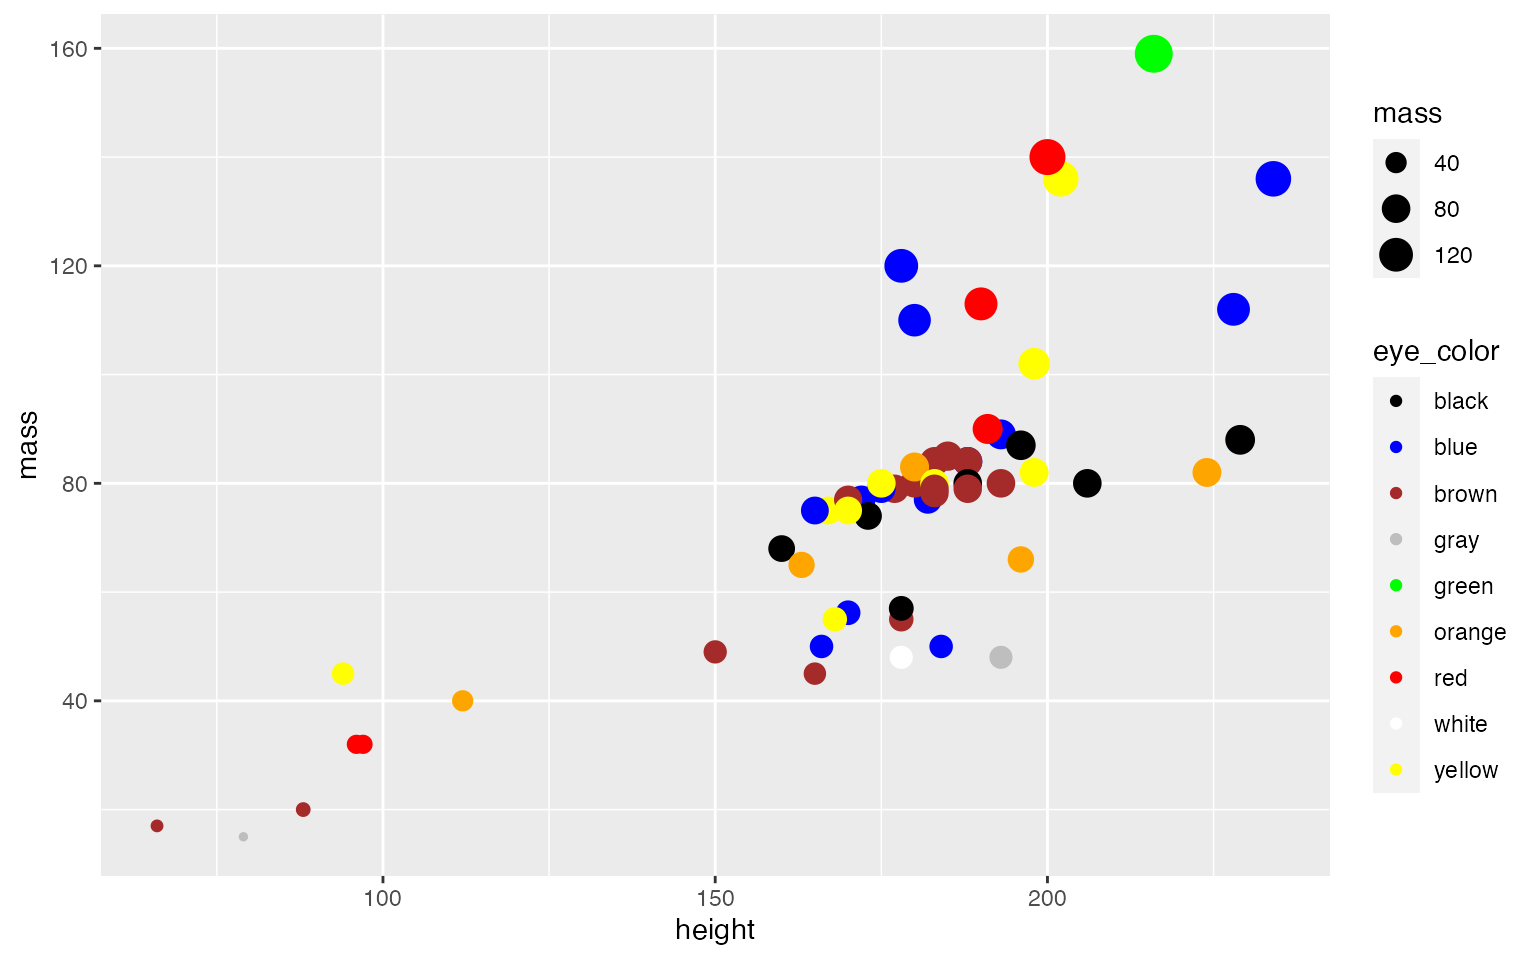 160
120
80
40
mass
100
150
200
height
mass
40
80
120
eye_color
black
blue
brown
gray
green
orange
red
white
yellow